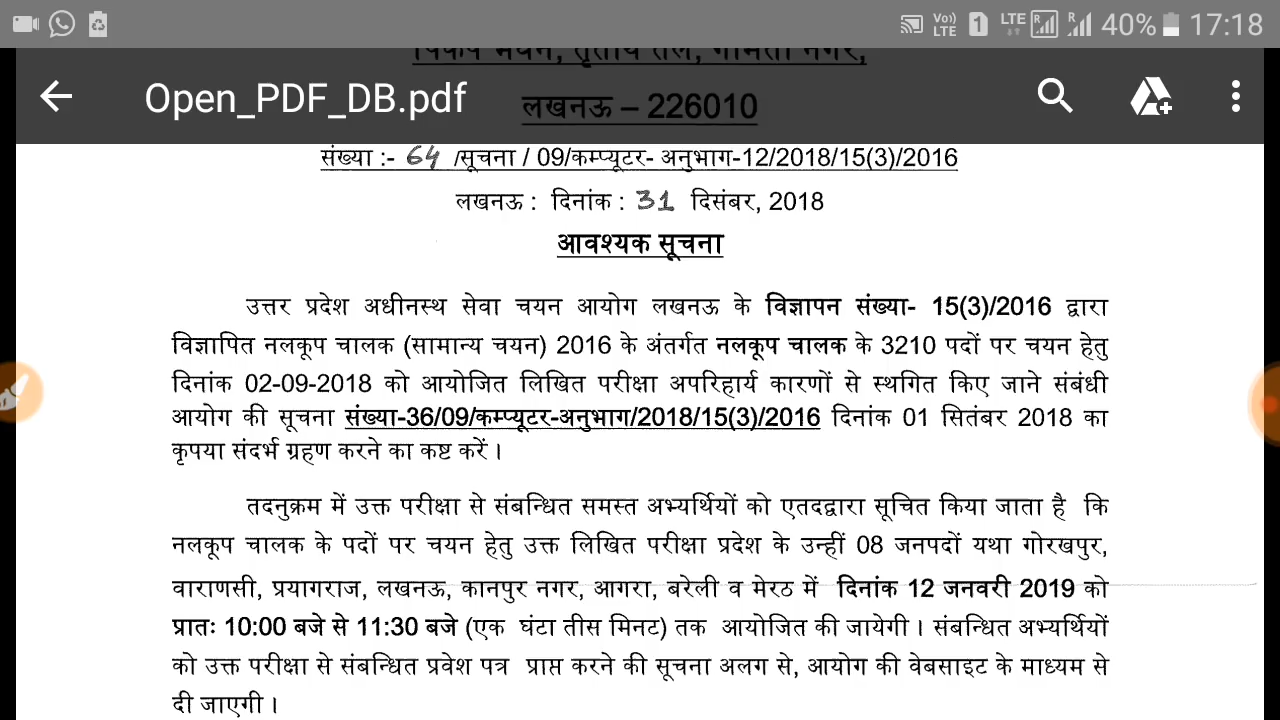 LTE 1 LTE R R 40% 17:18
Open_PDF_DB.pdf
लखनऊ – 226010
संख्या :- 64 /सूचना / 09/कम्प्यूटर- अनुभाग-12/2018/15(3)/2016
लखनऊ : दिनांक : 31 दिसंबर, 2018
आवश्यक सूचना
उत्तर प्रदेश अधीनस्थ सेवा चयन आयोग लखनऊ के विज्ञापन संख्या- 15(3)/2016 द्वारा
विज्ञापित नलकूप चालक (सामान्य चयन) 2016 के अंतर्गत नलकूप चालक के 3210 पदों पर चयन हेतु
दिनांक 02-09-2018 को आयोजित लिखित परीक्षा अपरिहार्य कारणों से स्थगित किए जाने संबंधी
आयोग की सूचना संख्या-36/09/कम्प्यूटर-अनुभाग/2018/15(3)/2016 दिनांक 01 सितंबर 2018 का
कृपया संदर्भ ग्रहण करने का कष्ट करें ।
तदनुक्रम में उक्त परीक्षा से संबन्धित समस्त अभ्यर्थियों को एतदद्वारा सूचित किया जाता है कि
नलकूप चालक के पदों पर चयन हेतु उक्त लिखित परीक्षा प्रदेश के उन्हीं 08 जनपदों यथा गोरखपुर,
वाराणसी, प्रयागराज, लखनऊ, कानपुर नगर, आगरा, बरेली व मेरठ में दिनांक 12 जनवरी 2019 को
प्रातः 10:00 बजे से 11:30 बजे (एक घंटा तीस मिनट) तक आयोजित की जायेगी । संबन्धित अभ्यर्थियों
को उक्त परीक्षा से संबन्धित प्रवेश पत्र प्राप्त करने की सूचना अलग से, आयोग की वेबसाइट के माध्यम से
दी जाएगी ।